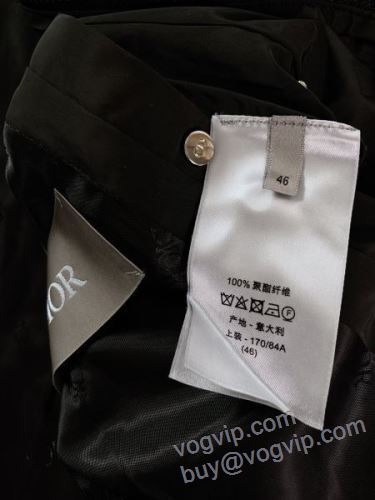 46
IOR
100% 聚酯纤维
F
产地 - 意大利
上装 - 170/84A
(46)
vogvip.com
buy@vogvip.com